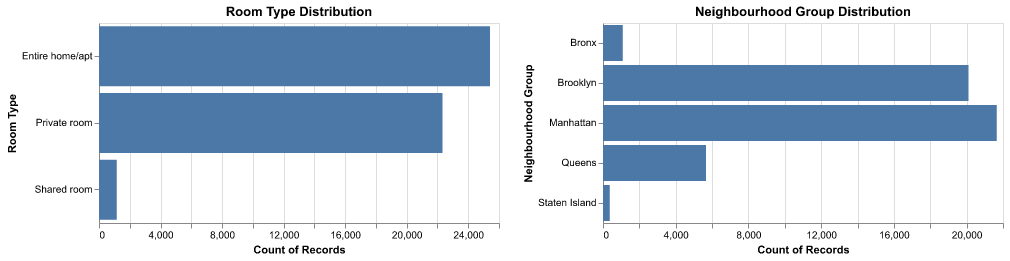 Room Type Distribution
Room Type
Entire home/apt
Private room
Shared room
0 4,000 8,000 12,000 16,000 20,000 24,000
Count of Records
Neighbourhood Group Distribution
Neighbourhood Group
Bronx
Brooklyn
Manhattan
Queens
Staten Island
0 4,000 8,000 12,000 16,000 20,000
Count of Records